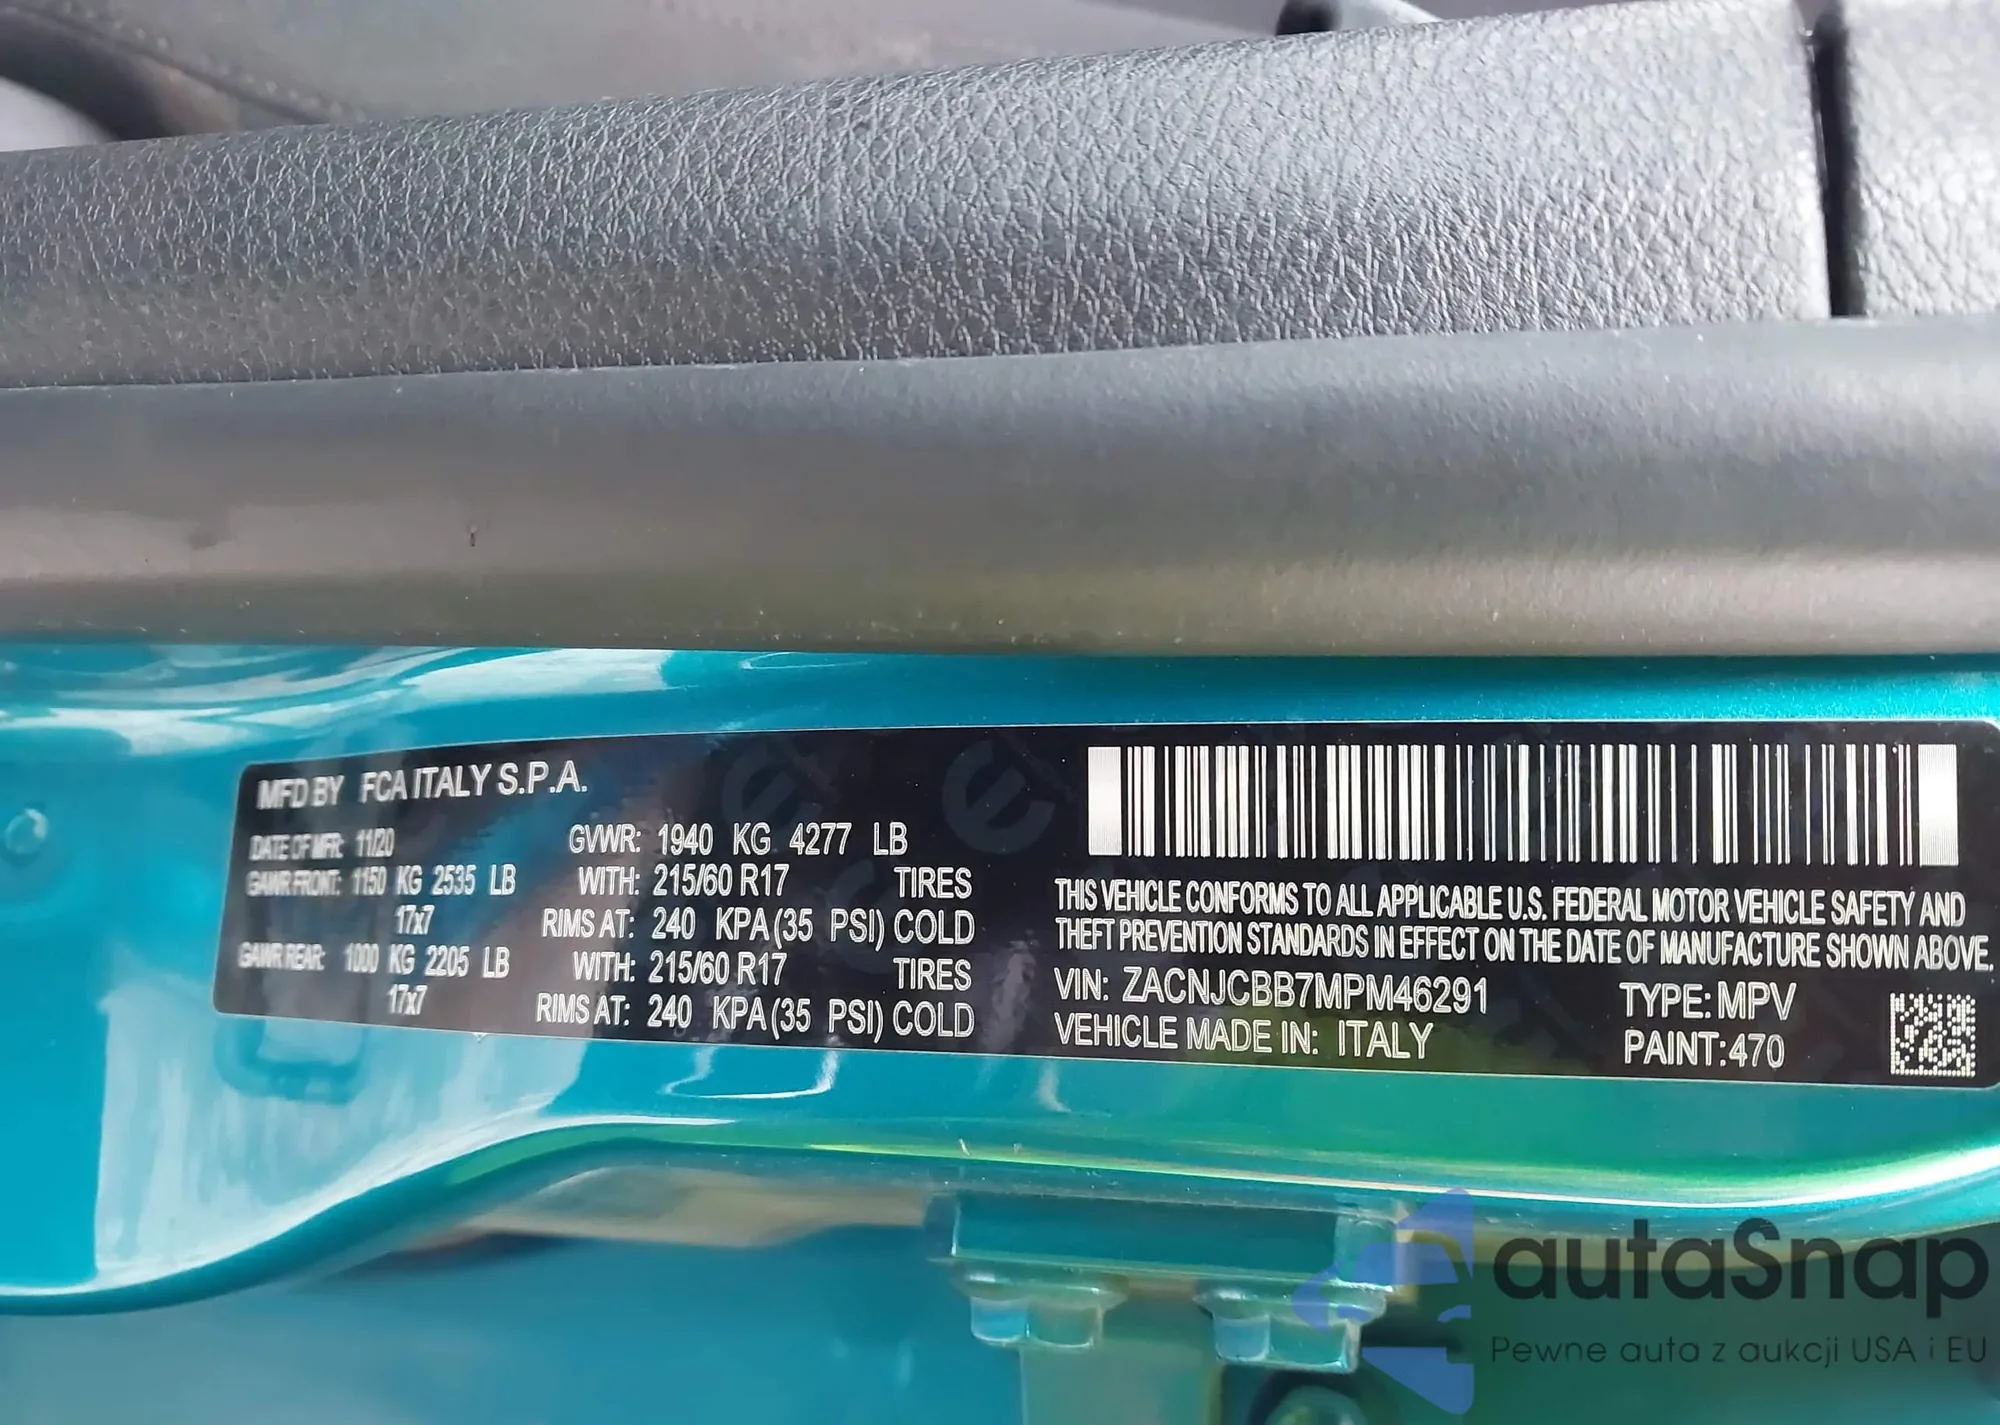 MFD BY FCA ITALY S.P.A.
DATE OF MFR: 11/20 GVWR: 1940 KG 4277 LB
GAWR FRONT: 1150 KG 2535 LB WITH: 215/60 R17 TIRES
17x7 RIMS AT: 240 KPA (35 PSI) COLD
GAWR REAR: 1000 KG 2205 LB WITH: 215/60 R17 TIRES
17x7 RIMS AT: 240 KPA (35 PSI) COLD
THIS VEHICLE CONFORMS TO ALL APPLICABLE U.S. FEDERAL MOTOR VEHICLE SAFETY AND
THEFT PREVENTION STANDARDS IN EFFECT ON THE DATE OF MANUFACTURE SHOWN ABOVE.
VIN: ZACNJCBB7MPM46291 TYPE: MPV
VEHICLE MADE IN: ITALY PAINT: 470
autaSnap
Pewne auta z aukcji USA i EU